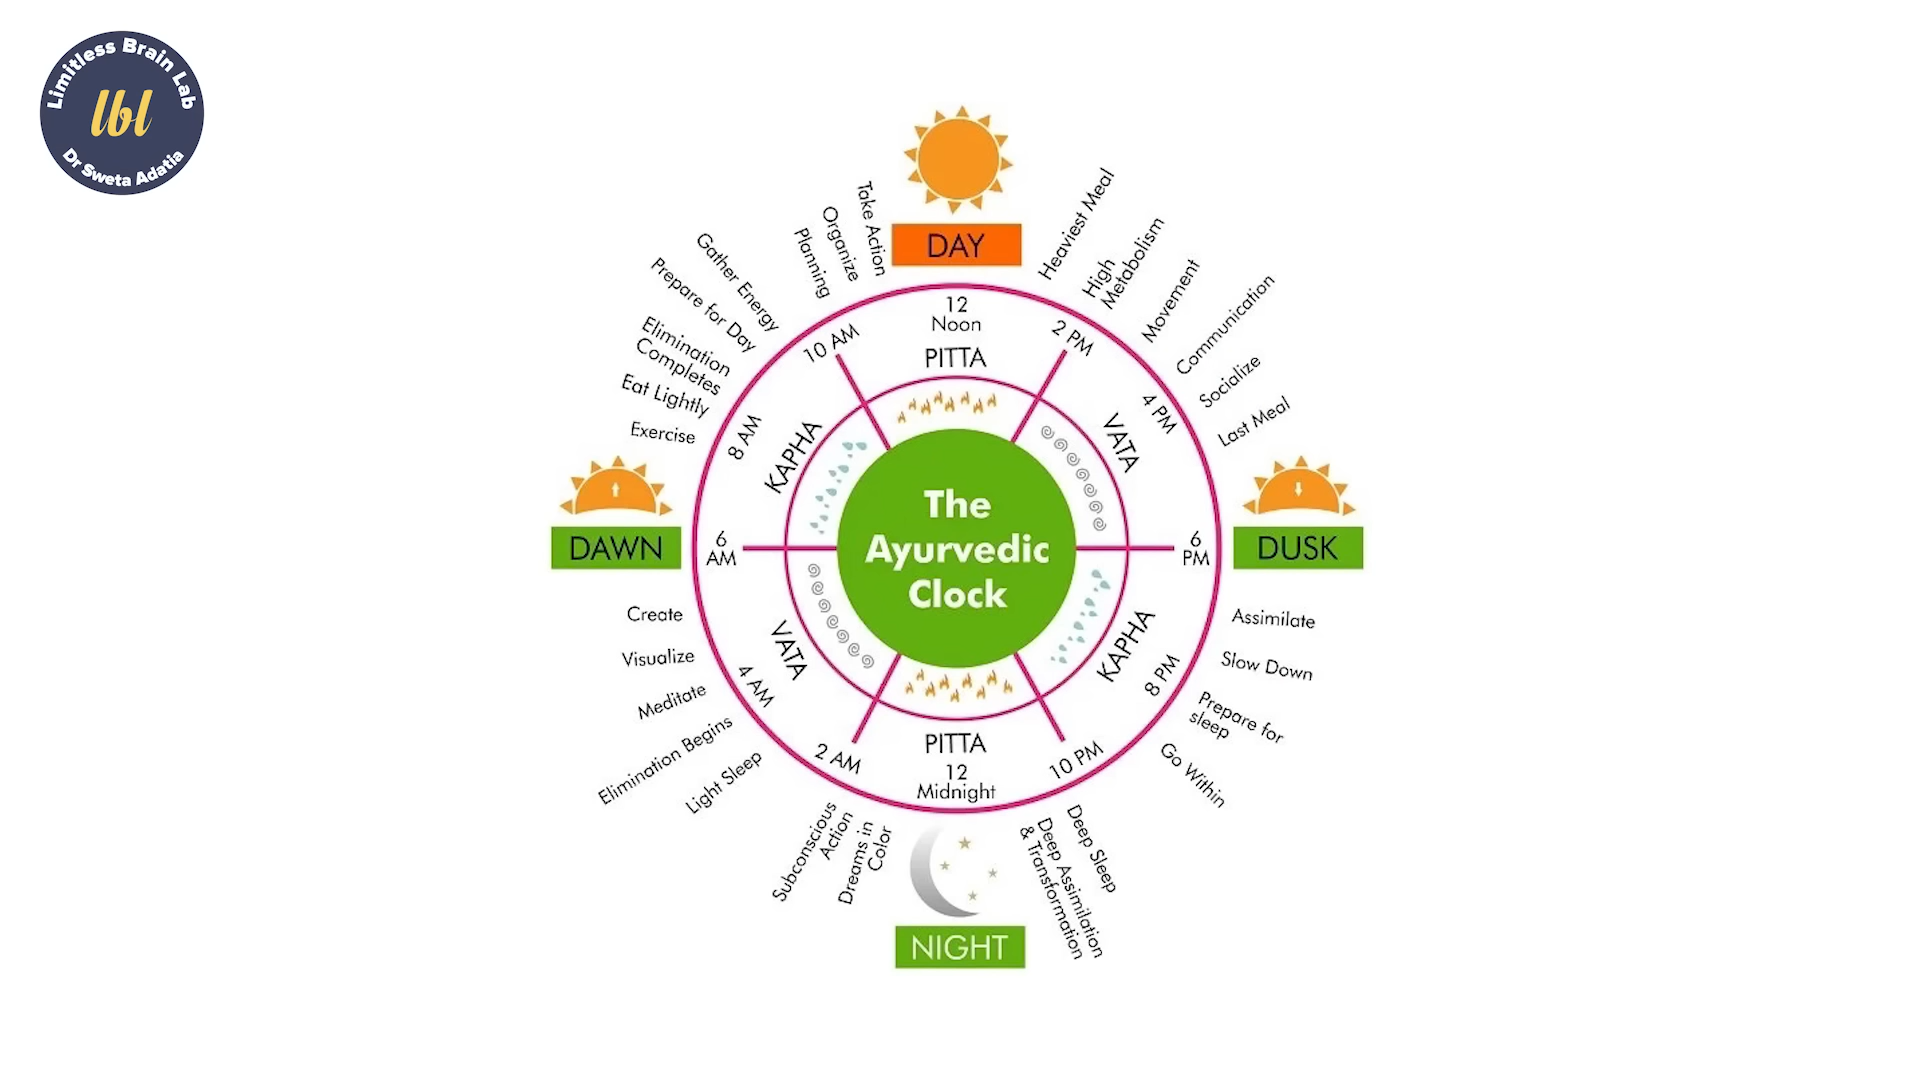 Limitless Brain Lab
lbl
Dr Sweta Adatia
DAY
Take Action
Organize
Planning
Gather Energy
Prepare for Day
Elimination
Completes
Eat Lightly
Exercise
Heaviest Meal
High
Metabolism
Movement
Communication
Socialize
Last Meal
12
Noon
PITTA
10 AM
2 PM
8 AM
KAPHA
VATA
4 PM
The
Ayurvedic
Clock
DAWN
6
AM
6
PM
DUSK
Create
Visualize
Meditate
Elimination Begins
Light Sleep
VATA
4 AM
KAPHA
8 PM
Assimilate
Slow Down
Prepare for
sleep
Go Within
2 AM
PITTA
12
Midnight
10 PM
Subconscious
Action
Dreams in
Color
Deep Sleep
Deep Assimilation
& Transformation
NIGHT